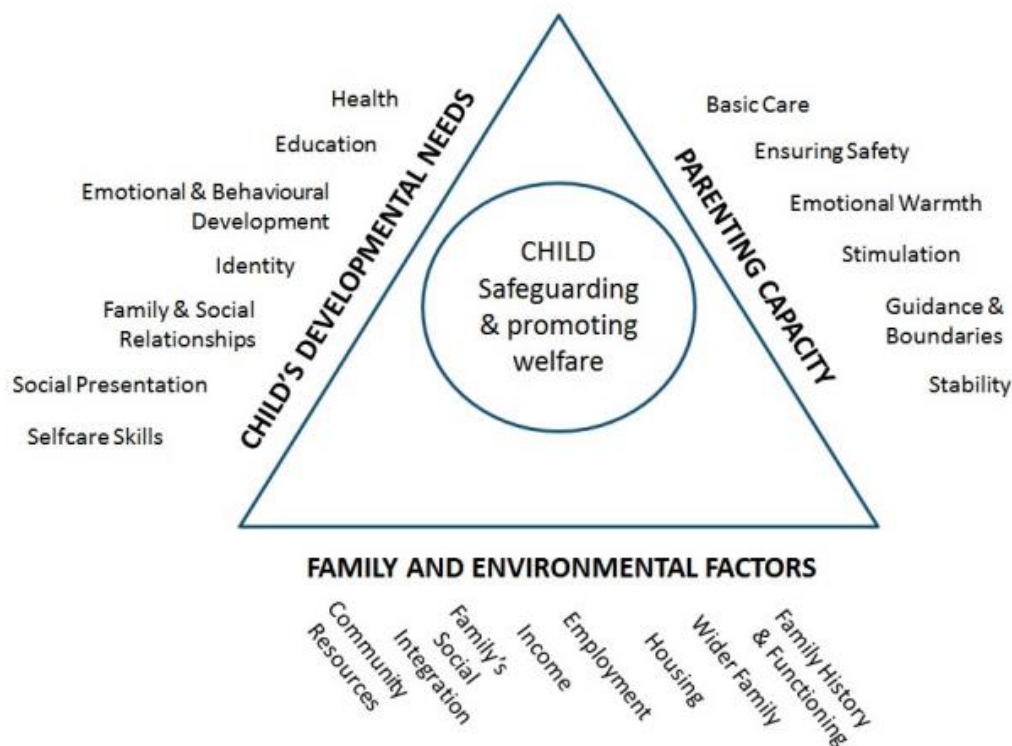 Health
Education
Emotional & Behavioural
Development
Identity
Family & Social
Relationships
Social Presentation
Selfcare Skills
CHILD'S DEVELOPMENTAL NEEDS
CHILD
Safeguarding
& promoting
welfare
PARENTING CAPACITY
Basic Care
Ensuring Safety
Emotional Warmth
Stimulation
Guidance &
Boundaries
Stability
FAMILY AND ENVIRONMENTAL FACTORS
Community
Resources
Family's
Social
Integration
Income
Employment
Housing
Wider Family
Family History
& Functioning